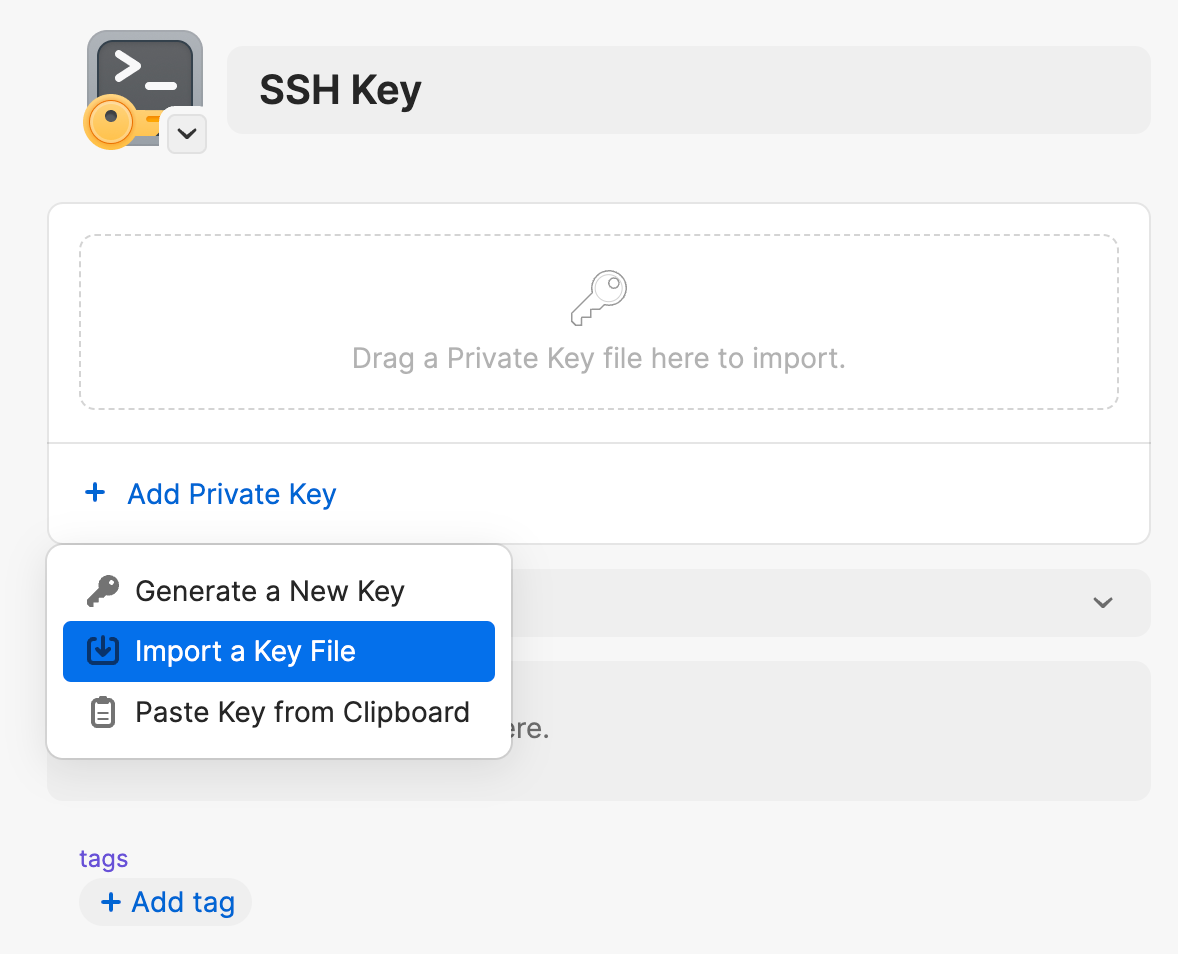 SSH Key
Drag a Private Key file here to import.
+ Add Private Key
Generate a New Key
Import a Key File
Paste Key from Clipboard
tags
+ Add tag